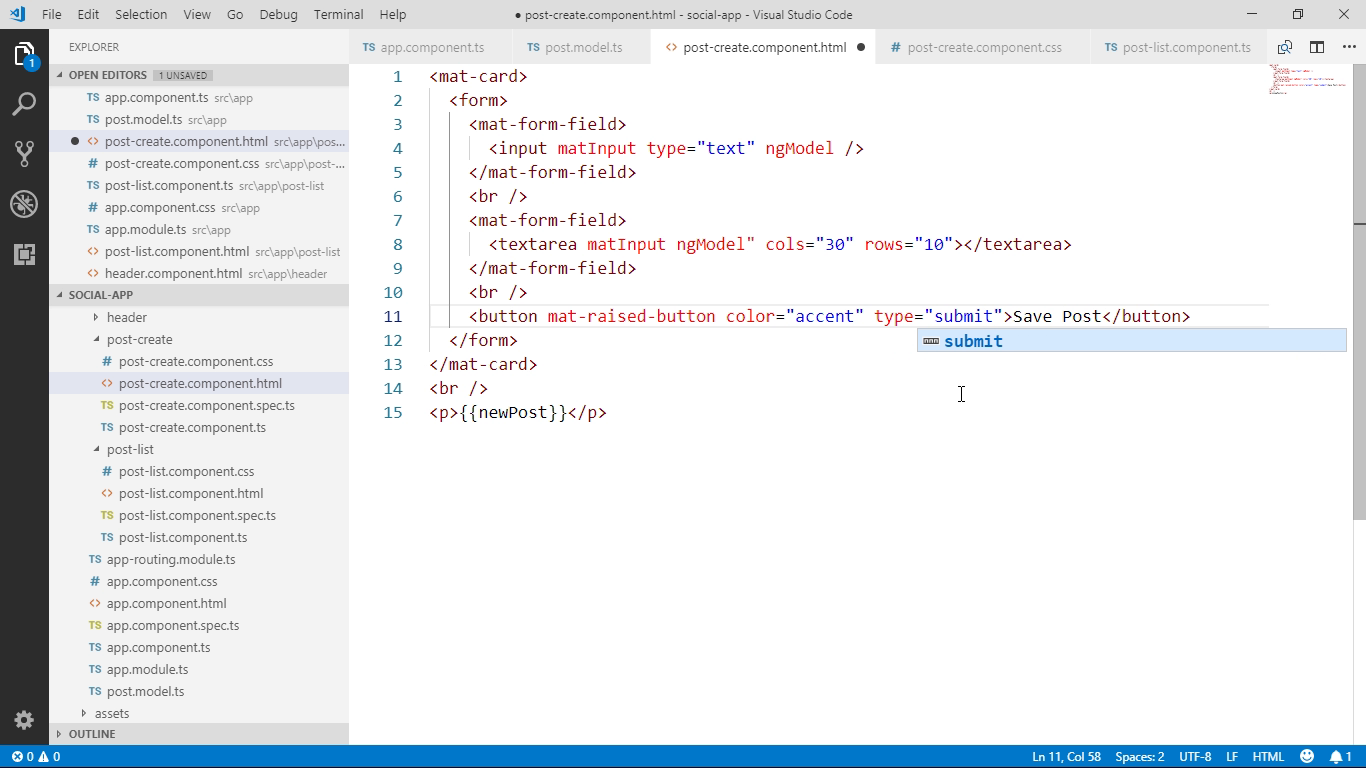 File Edit Selection View Go Debug Terminal Help
● post-create.component.html - social-app - Visual Studio Code
1
EXPLORER
OPEN EDITORS 1 UNSAVED
TS app.component.ts src\app
TS post.model.ts src\app
<> post-create.component.html src\app\pos...
# post-create.component.css src\app\post-...
TS post-list.component.ts src\app\post-list
# app.component.css src\app
TS app.module.ts src\app
<> post-list.component.html src\app\post-list
<> header.component.html src\app\header
SOCIAL-APP
header
post-create
# post-create.component.css
<> post-create.component.html
TS post-create.component.spec.ts
TS post-create.component.ts
post-list
# post-list.component.css
<> post-list.component.html
TS post-list.component.spec.ts
TS post-list.component.ts
TS app-routing.module.ts
# app.component.css
<> app.component.html
TS app.component.spec.ts
TS app.component.ts
TS app.module.ts
TS post.model.ts
assets
OUTLINE
TS app.component.ts TS post.model.ts <> post-create.component.html ● # post-create.component.css TS post-list.component.ts
1 <mat-card>
2 <form>
3 <mat-form-field>
4 <input matInput type="text" ngModel />
5 </mat-form-field>
6 <br />
7 <mat-form-field>
8 <textarea matInput ngModel" cols="30" rows="10"></textarea>
9 </mat-form-field>
10 <br />
11 <button mat-raised-button color="accent" type="submit">Save Post</button>
submit
12 </form>
13 </mat-card>
14 <br />
15 <p>{{newPost}}</p>
0 0 Ln 11, Col 58 Spaces: 2 UTF-8 LF HTML 1